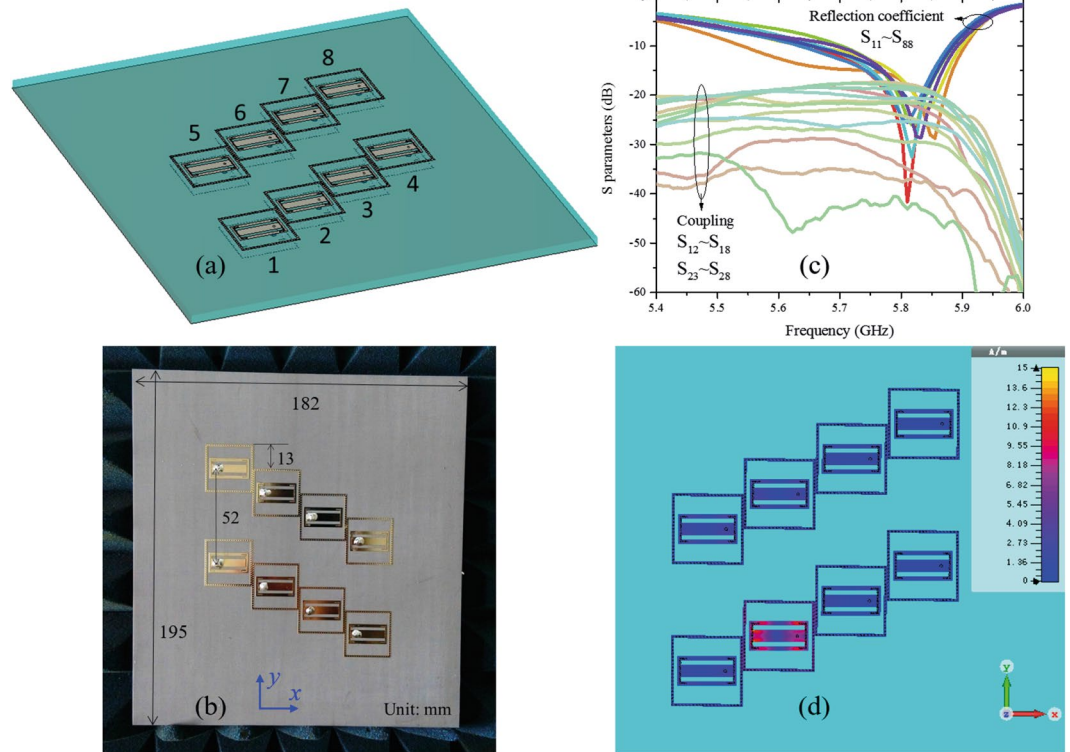 8
7
6
5
4
3
2
1
(a)
Reflection coefficient
S11~S88
-10
-20
-30
-40
-50
-60
S parameters (dB)
Coupling
S12~S18
S23~S28
(c)
5.4
5.5
5.6
5.7
5.8
5.9
6.0
Frequency (GHz)
182
13
52
195
y
x
(b)
Unit: mm
A/m
15
13.6
12.3
10.9
9.55
8.18
6.82
5.45
4.09
2.73
1.36
0
(d)
Y
Z
X